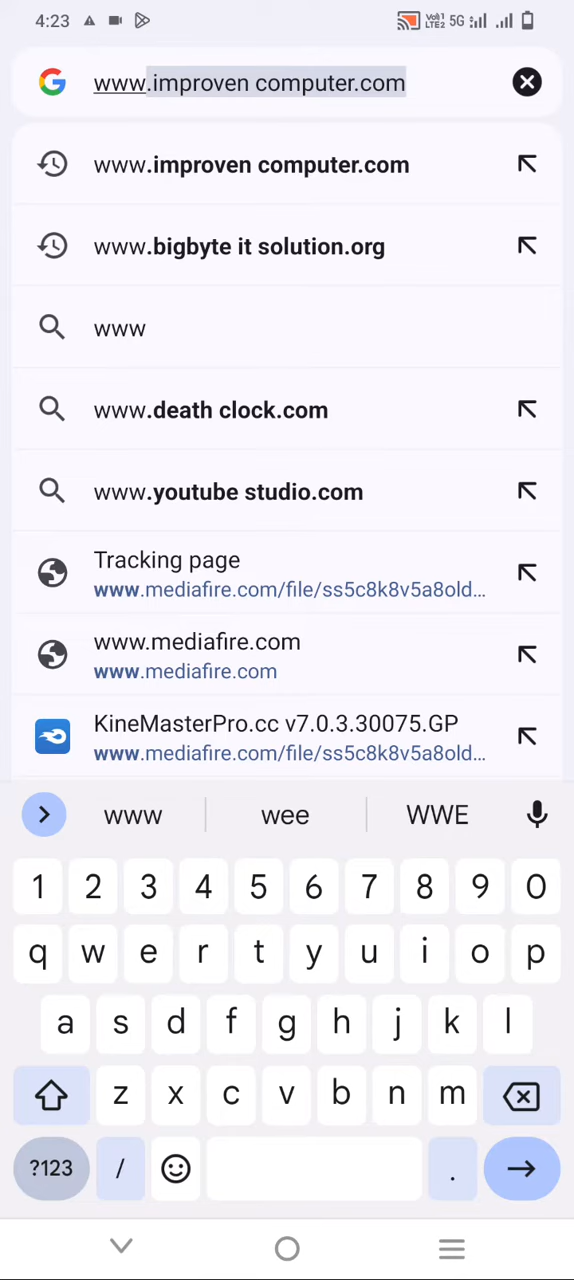 4:23 Vo) LTE2 5G
www.improven computer.com
www.improven computer.com
www.bigbyte it solution.org
www
www.death clock.com
www.youtube studio.com
Tracking page
www.mediafire.com/file/ss5c8k8v5a8old...
www.mediafire.com
www.mediafire.com
KineMasterPro.cc v7.0.3.30075.GP
www.mediafire.com/file/ss5c8k8v5a8old...
www wee WWE
1 2 3 4 5 6 7 8 9 0
q w e r t y u i o p
a s d f g h j k l
z x c v b n m
?123 / .